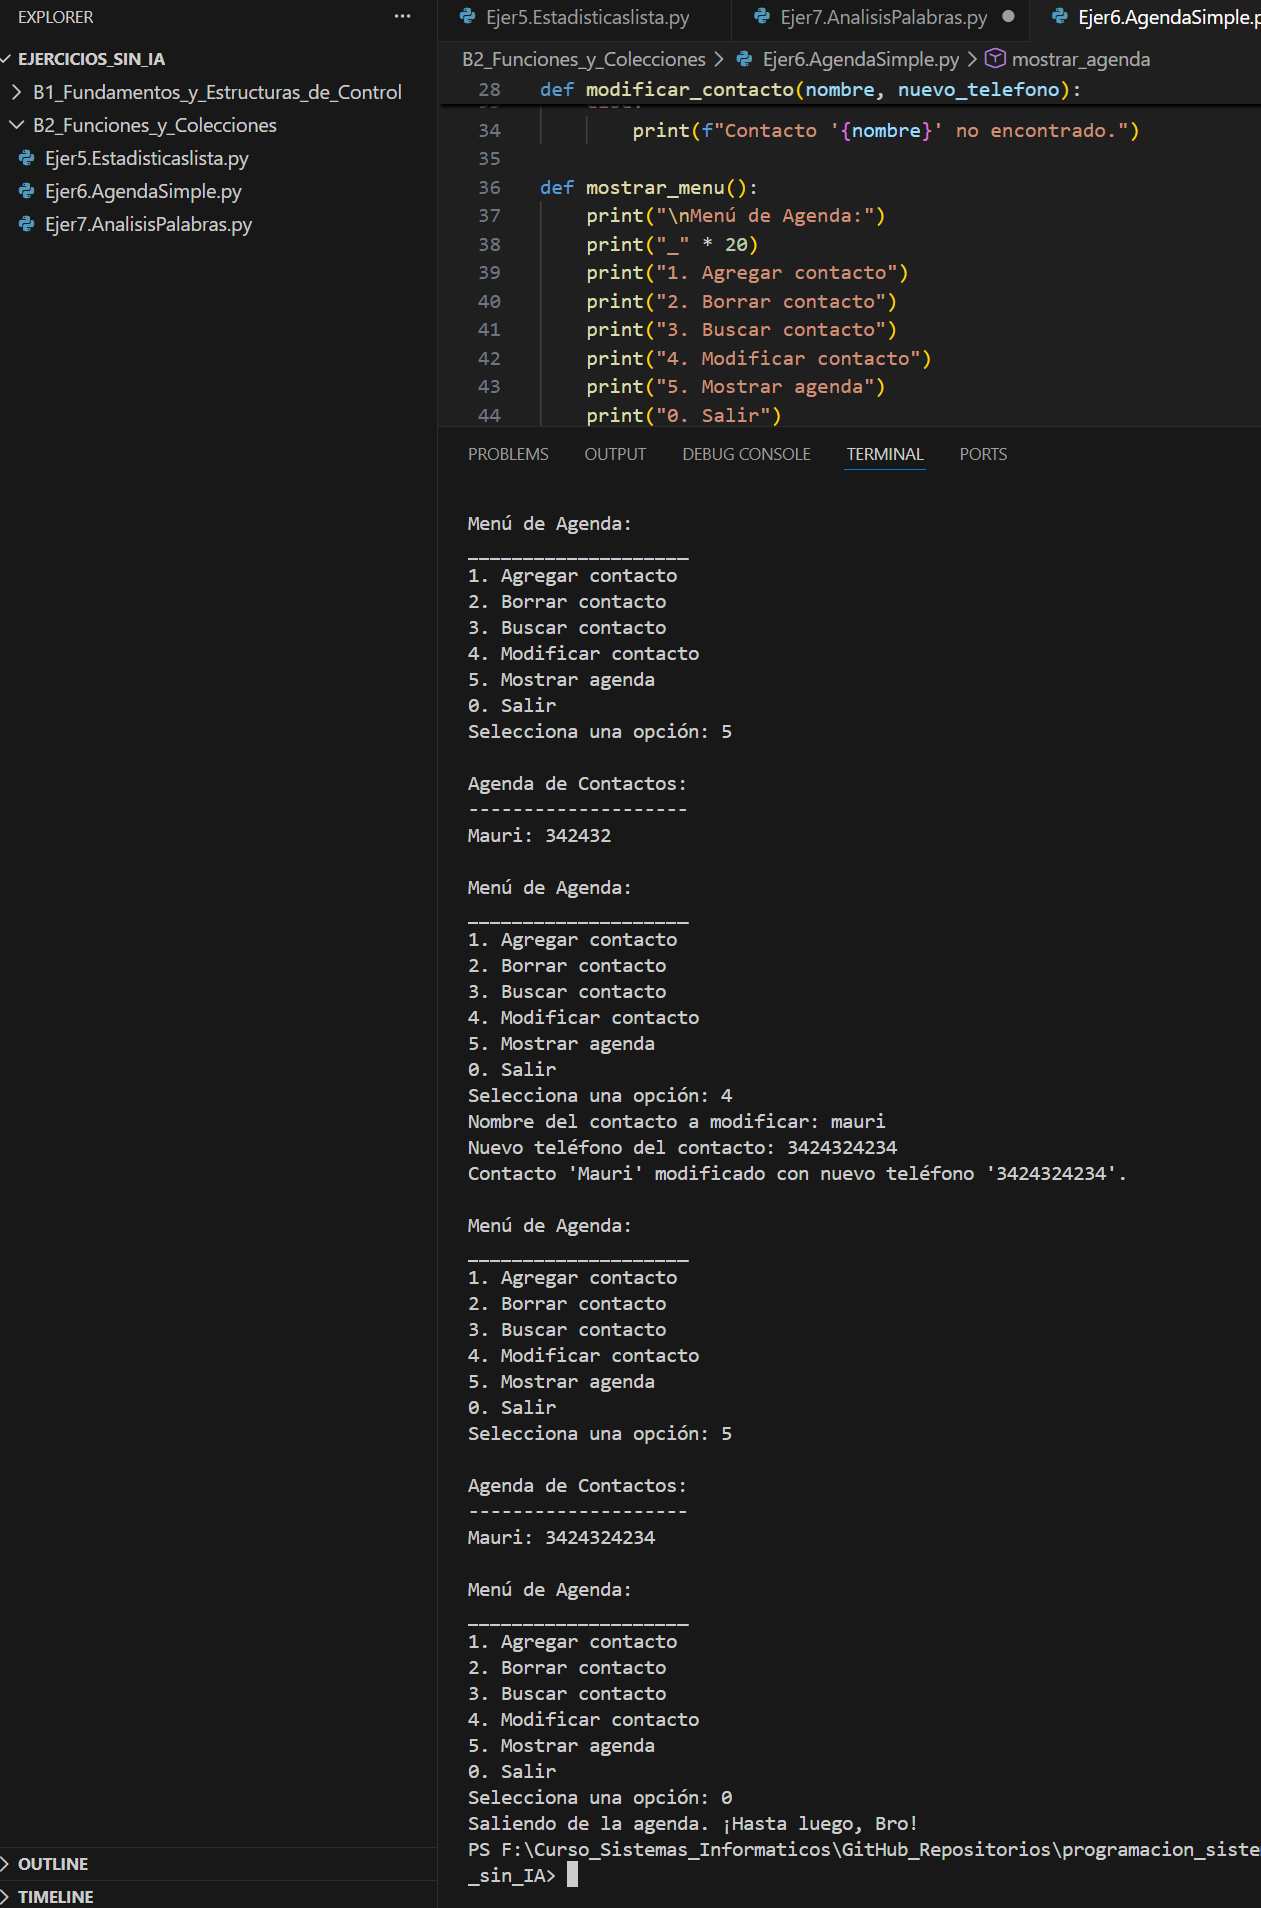 EXPLORER
EJERCICIOS_SIN_IA
B1_Fundamentos_y_Estructuras_de_Control
B2_Funciones_y_Colecciones
Ejer5.Estadisticaslista.py
Ejer6.AgendaSimple.py
Ejer7.AnalisisPalabras.py
OUTLINE
TIMELINE
Ejer5.Estadisticaslista.py
Ejer7.AnalisisPalabras.py
Ejer6.AgendaSimple.p
B2_Funciones_y_Colecciones > Ejer6.AgendaSimple.py > mostrar_agenda
28 def modificar_contacto(nombre, nuevo_telefono):
34 print(f"Contacto '{nombre}' no encontrado.")
35
36 def mostrar_menu():
37 print("\nMenú de Agenda:")
38 print("_" * 20)
39 print("1. Agregar contacto")
40 print("2. Borrar contacto")
41 print("3. Buscar contacto")
42 print("4. Modificar contacto")
43 print("5. Mostrar agenda")
44 print("0. Salir")
PROBLEMS OUTPUT DEBUG CONSOLE TERMINAL PORTS
Menú de Agenda:
____________________
1. Agregar contacto
2. Borrar contacto
3. Buscar contacto
4. Modificar contacto
5. Mostrar agenda
0. Salir
Selecciona una opción: 5
Agenda de Contactos:
--------------------
Mauri: 342432
Menú de Agenda:
____________________
1. Agregar contacto
2. Borrar contacto
3. Buscar contacto
4. Modificar contacto
5. Mostrar agenda
0. Salir
Selecciona una opción: 4
Nombre del contacto a modificar: mauri
Nuevo teléfono del contacto: 3424324234
Contacto 'Mauri' modificado con nuevo teléfono '3424324234'.
Menú de Agenda:
____________________
1. Agregar contacto
2. Borrar contacto
3. Buscar contacto
4. Modificar contacto
5. Mostrar agenda
0. Salir
Selecciona una opción: 5
Agenda de Contactos:
--------------------
Mauri: 3424324234
Menú de Agenda:
____________________
1. Agregar contacto
2. Borrar contacto
3. Buscar contacto
4. Modificar contacto
5. Mostrar agenda
0. Salir
Selecciona una opción: 0
Saliendo de la agenda. ¡Hasta luego, Bro!
PS F:\Curso_Sistemas_Informaticos\GitHub_Repositorios\programacion_siste
_sin_IA>